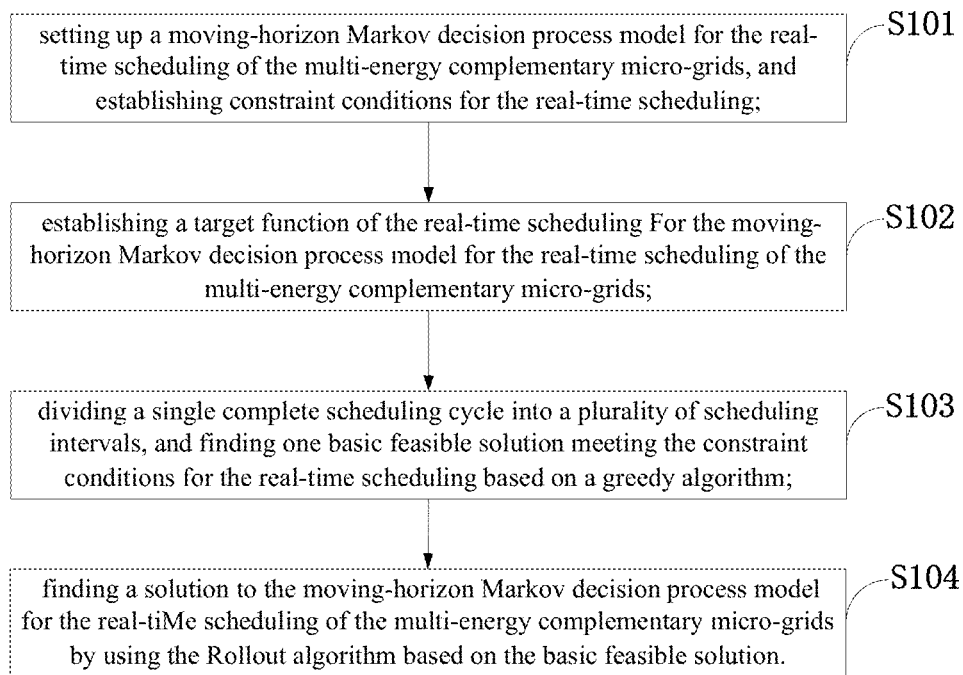 setting up a moving-horizon Markov decision process model for the real-
time scheduling of the multi-energy complementary micro-grids, and
establishing constraint conditions for the real-time scheduling;
S101
establishing a target function of the real-time scheduling For the moving-
horizon Markov decision process model for the real-time scheduling of the
multi-energy complementary micro-grids;
S102
dividing a single complete scheduling cycle into a plurality of scheduling
intervals, and finding one basic feasible solution meeting the constraint
conditions for the real-time scheduling based on a greedy algorithm;
S103
finding a solution to the moving-horizon Markov decision process model
for the real-tiMe scheduling of the multi-energy complementary micro-grids
by using the Rollout algorithm based on the basic feasible solution.
S104